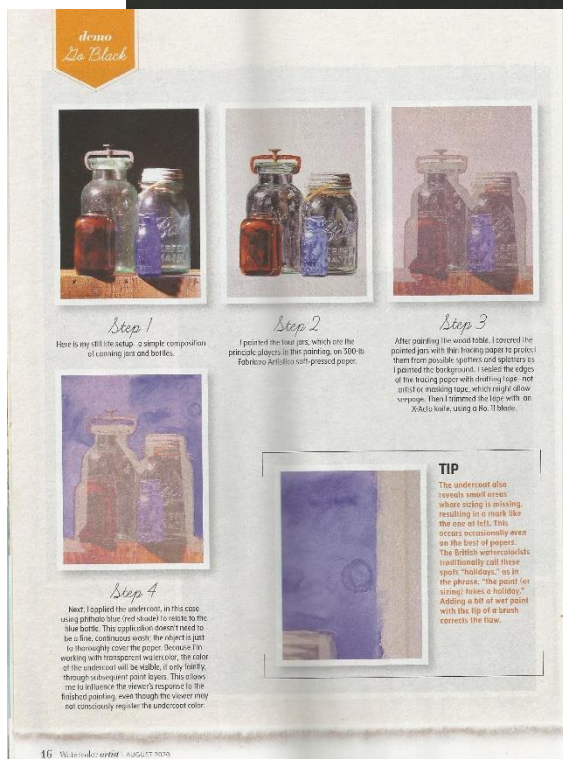 demo
Go Black
Step 1
Here is my still life setup—a simple composition
of canning jars and bottles.
Step 2
I painted the four jars, which are the
principle players in this painting, on 300-lb.
Fabriano Artistico soft-pressed paper.
Step 3
After painting the wood table, I covered the
painted jars with thin tracing paper to protect
them from possible spatters and splatters as
I painted the background. I sealed the edges
of the tracing paper with drafting tape—not
artist or masking tape, which might allow
seepage. Then I trimmed the tape with an
X-Acto knife, using a No. 11 blade.
Step 4
Next, I applied the undercoat, in this case
using phthalo blue (red shade) to relate to the
blue bottle. This application doesn't need to
be a fine, continuous wash; the object is just
to thoroughly cover the paper. Because I'm
working with transparent watercolor, the color
of the undercoat will be visible, if only faintly,
through subsequent paint layers. This allows
me to influence the viewer's response to the
finished painting, even though the viewer may
not consciously register the undercoat color.
TIP
The undercoat also
reveals small areas
where sizing is missing,
resulting in a mark like
the one at left. This
occurs occasionally even
on the best of papers.
The British watercolorists
traditionally call these
spots "holidays," as in
the phrase, "the paint (or
sizing) takes a holiday."
Adding a bit of wet paint
with the tip of a brush
corrects the flaw.
16 Watercolor artist | AUGUST 2020